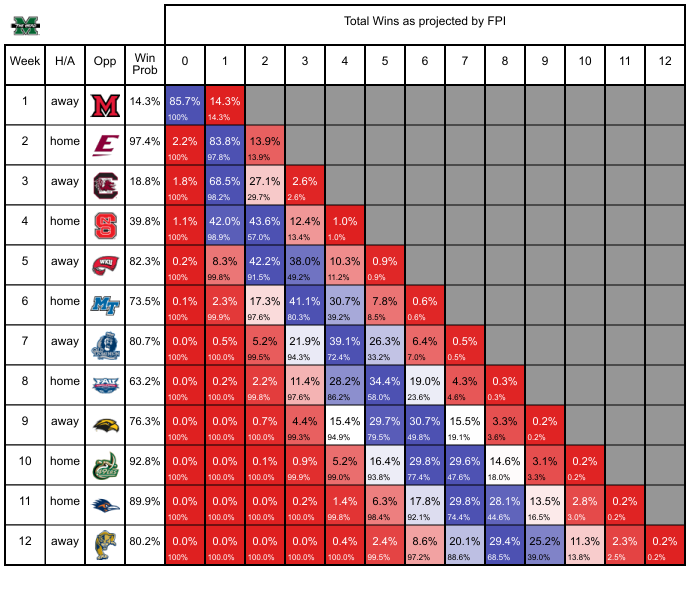 Total Wins as projected by FPI
Week H/A Opp Win Prob 0 1 2 3 4 5 6 7 8 9 10 11 12
1 away 14.3% 85.7% 14.3%
100% 14.3%
2 home 97.4% 2.2% 83.8% 13.9%
100% 97.8% 13.9%
3 away 18.8% 1.8% 68.5% 27.1% 2.6%
100% 98.2% 29.7% 2.6%
4 home 39.8% 1.1% 42.0% 43.6% 12.4% 1.0%
100% 98.9% 57.0% 13.4% 1.0%
5 away 82.3% 0.2% 8.3% 42.2% 38.0% 10.3% 0.9%
100% 99.8% 91.5% 49.2% 11.2% 0.9%
6 home 73.5% 0.1% 2.3% 17.3% 41.1% 30.7% 7.8% 0.6%
100% 99.9% 97.6% 80.3% 39.2% 8.5% 0.6%
7 away 80.7% 0.0% 0.5% 5.2% 21.9% 39.1% 26.3% 6.4% 0.5%
100% 100.0% 99.5% 94.3% 72.4% 33.2% 7.0% 0.5%
8 home 63.2% 0.0% 0.2% 2.2% 11.4% 28.2% 34.4% 19.0% 4.3% 0.3%
100% 100.0% 99.8% 97.6% 86.2% 58.0% 23.6% 4.6% 0.3%
9 away 76.3% 0.0% 0.0% 0.7% 4.4% 15.4% 29.7% 30.7% 15.5% 3.3% 0.2%
100% 100.0% 100.0% 99.3% 94.9% 79.5% 49.8% 19.1% 3.6% 0.2%
10 home 92.8% 0.0% 0.0% 0.1% 0.9% 5.2% 16.4% 29.8% 29.6% 14.6% 3.1% 0.2%
100% 100.0% 100.0% 99.9% 99.0% 93.8% 77.4% 47.6% 18.0% 3.3% 0.2%
11 home 89.9% 0.0% 0.0% 0.0% 0.2% 1.4% 6.3% 17.8% 29.8% 28.1% 13.5% 2.8% 0.2%
100% 100.0% 100.0% 100.0% 99.8% 98.4% 92.1% 74.4% 44.6% 16.5% 3.0% 0.2%
12 away 80.2% 0.0% 0.0% 0.0% 0.0% 0.4% 2.4% 8.6% 20.1% 29.4% 25.2% 11.3% 2.3% 0.2%
100% 100.0% 100.0% 100.0% 100.0% 99.5% 97.2% 88.6% 68.5% 39.0% 13.8% 2.5% 0.2%